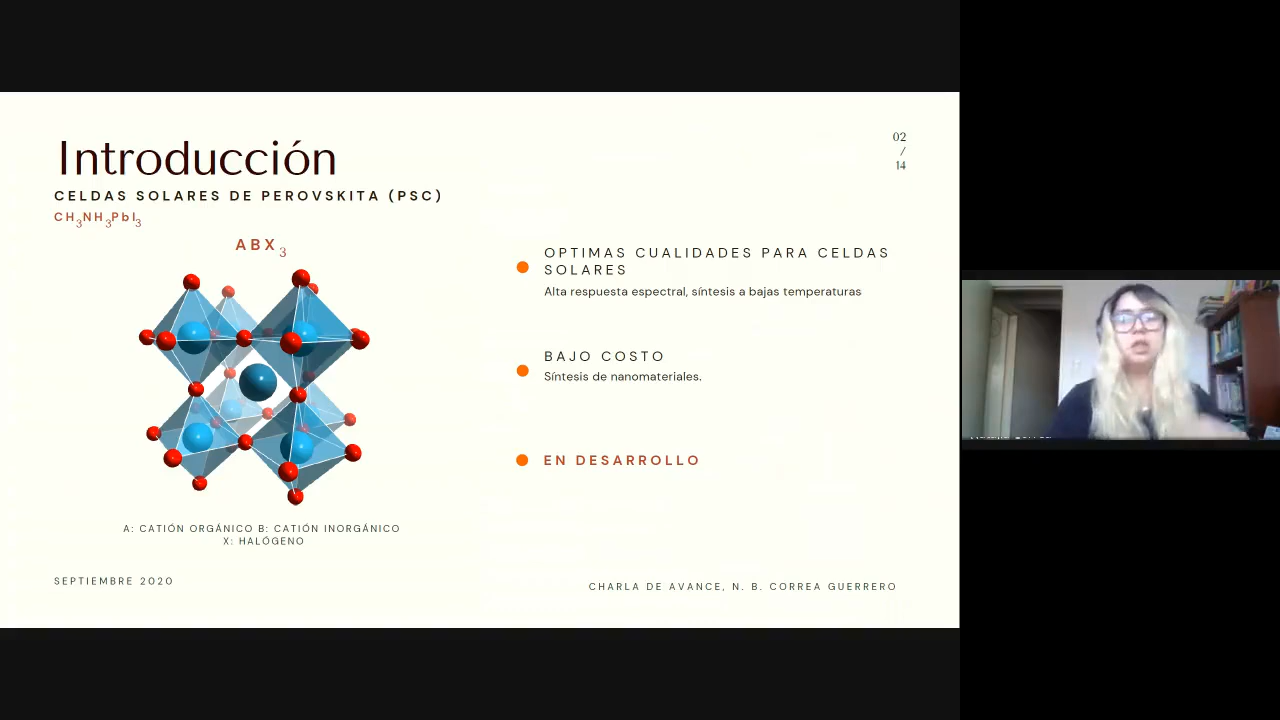 Introducción
CELDAS SOLARES DE PEROVSKITA (PSC)
CH3NH3PbI3
ABX3
A: CATIÓN ORGÁNICO B: CATIÓN INORGÁNICO
X: HALÓGENO
SEPTIEMBRE 2020
02
/
14
OPTIMAS CUALIDADES PARA CELDAS
SOLARES
Alta respuesta espectral, síntesis a bajas temperaturas
BAJO COSTO
Síntesis de nanomateriales.
EN DESARROLLO
CHARLA DE AVANCE, N. B. CORREA GUERRERO